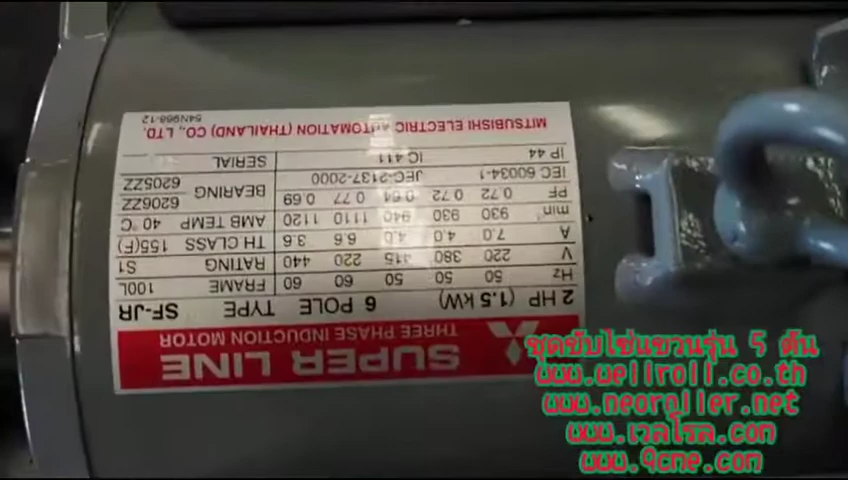 SUPER LINE
THREE PHASE INDUCTION MOTOR
2 HP (1.5 kW) 6 POLE TYPE SF-JR
Hz 50 50 50 60 60 FRAME 100L
V 220 380 415 220 440 RATING S1
A 7.0 4.0 4.0 6.6 3.6 TH CLASS 155(F)
min⁻¹ 930 930 940 1110 1120 AMB TEMP 40 °C
PF 0.72 0.72 0.64 0.77 0.69 BEARING 6206ZZ
IEC 60034-1 JEC-2137-2000 6205ZZ
IP 44 IC 411 SERIAL
MITSUBISHI ELECTRIC AUTOMATION (THAILAND) CO., LTD.
54N968-12
ชุดขับโซ่แขวนรุ่น 5 ตัน
www.wellroll.co.th
www.neoroller.net
www.เวลโรล.com
www.9cne.com